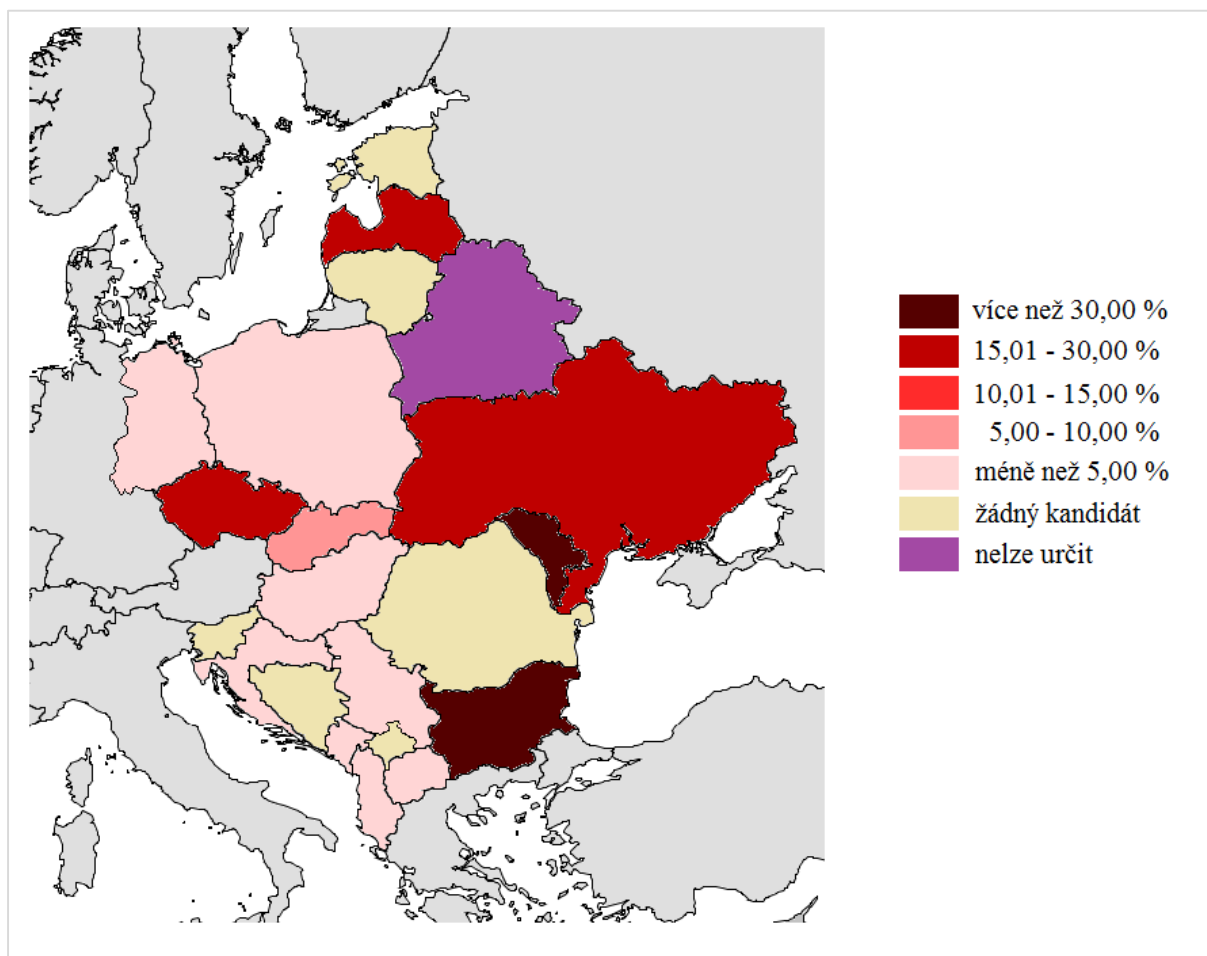 více než 30,00 %
15,01 - 30,00 %
10,01 - 15,00 %
5,00 - 10,00 %
méně než 5,00 %
žádný kandidát
nelze určit